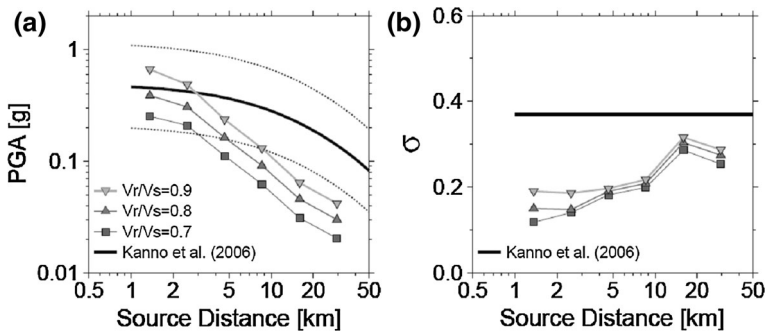 (a)
PGA [g]
1
0.1
0.01
Vr/Vs=0.9
Vr/Vs=0.8
Vr/Vs=0.7
Kanno et al. (2006)
0.5 1 2 5 10 20 50
Source Distance [km]
(b)
σ
0.6
0.4
0.2
0.0
Kanno et al. (2006)
0.5 1 2 5 10 20 50
Source Distance [km]